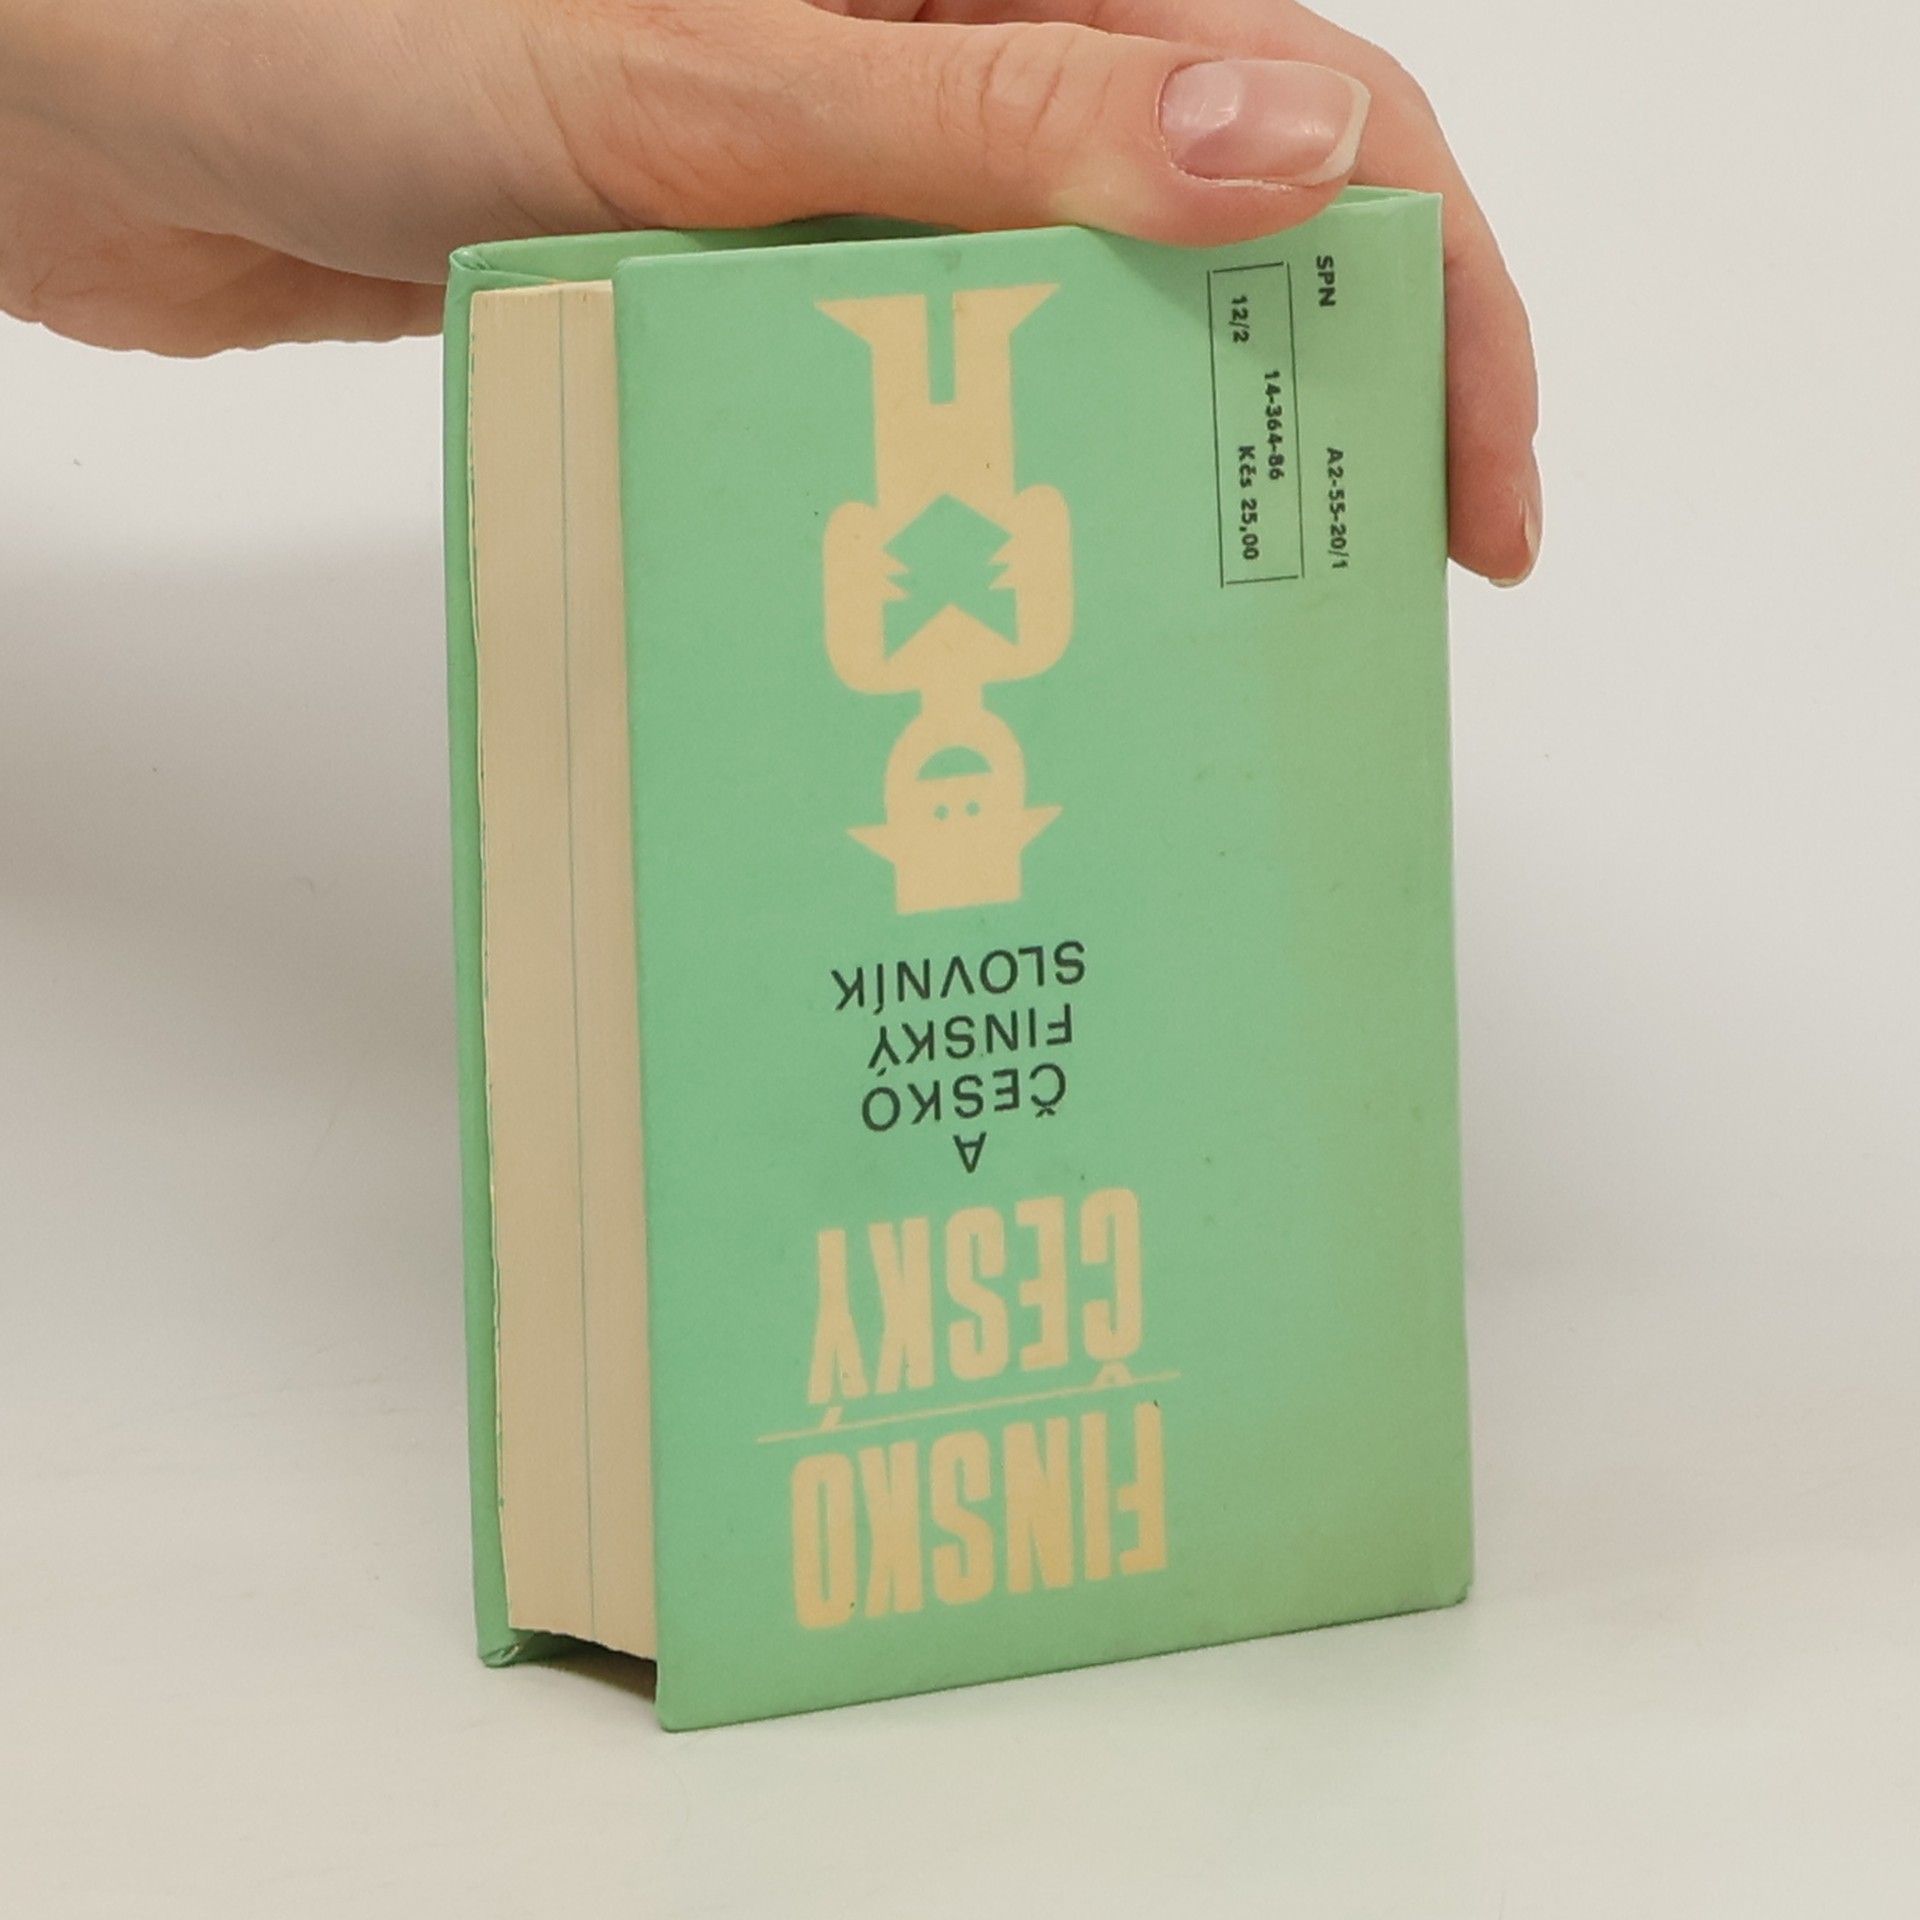 FINSKO
ČESKÝ
A
ČESKO
FINSKÝ
SLOVNÍK
SPN
A2-55-20/1
14-364-86
12/2 Kčs 25,00